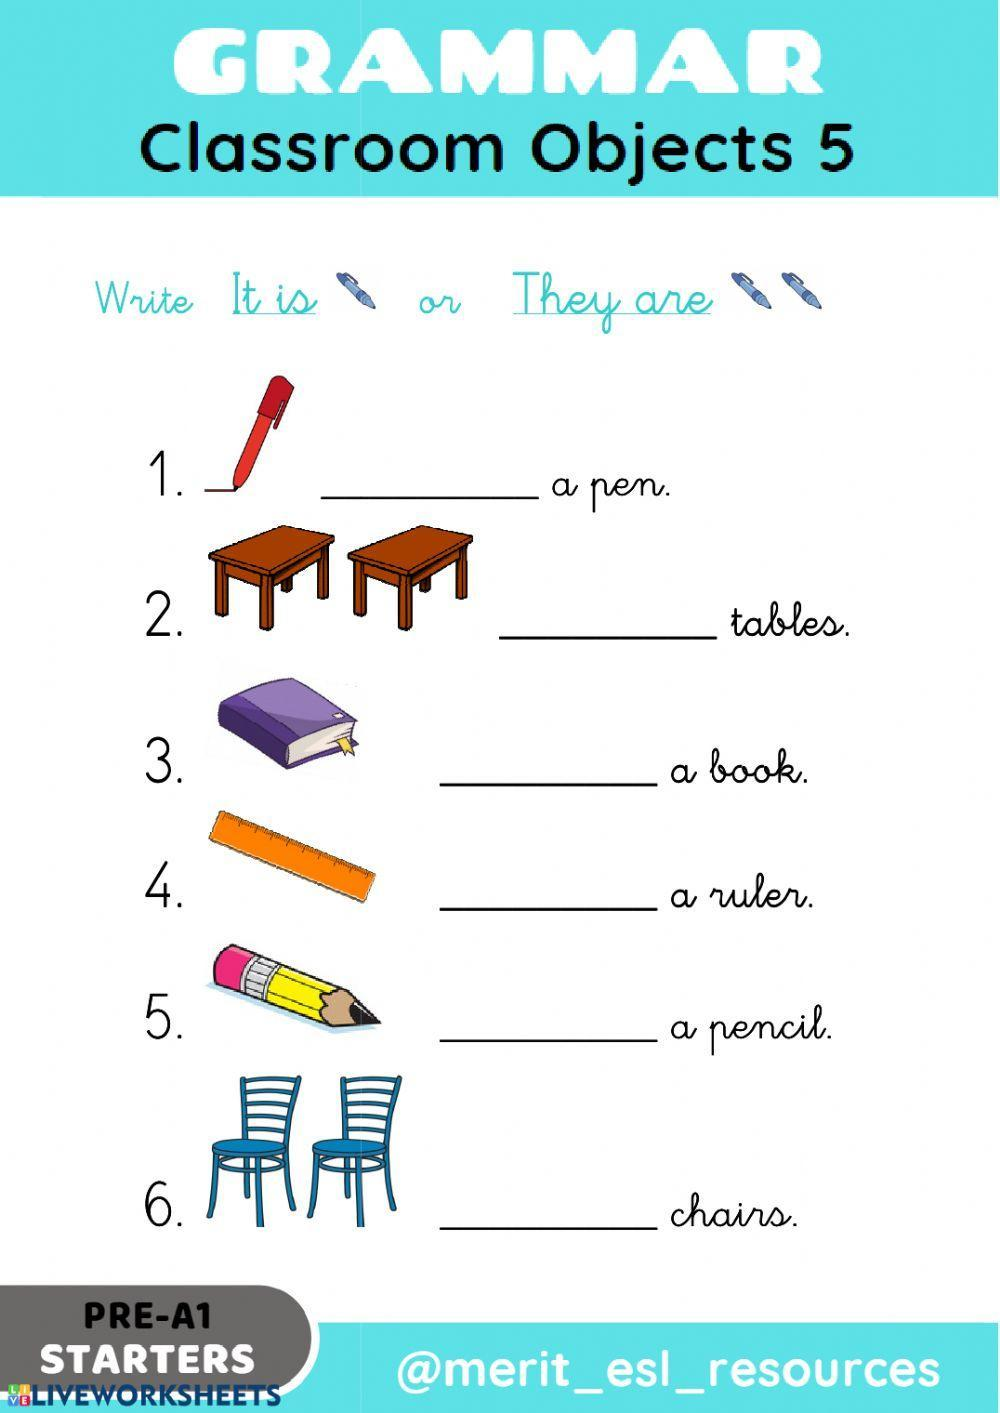 GRAMMAR
Classroom Objects 5
Write It is or They are
1. __________ a pen.
2. __________ tables.
3. __________ a book.
4. __________ a ruler.
5. __________ a pencil.
6. __________ chairs.
PRE-A1
STARTERS
@merit_esl_resources
LIVE LIVEWORKSHEETS